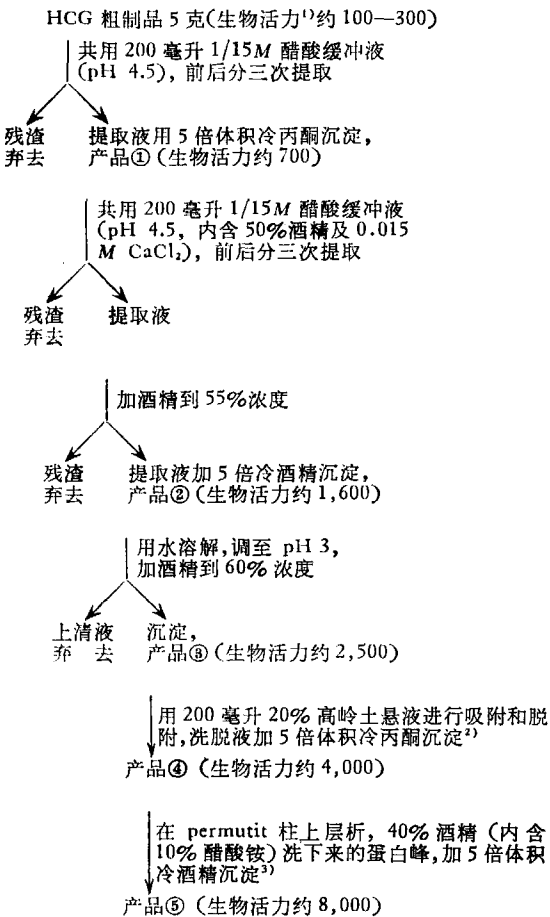 HCG 粗制品 5 克(生物活力¹⁾约 100—300)
共用 200 毫升 1/15M 醋酸缓冲液
(pH 4.5), 前后分三次提取
残渣 提取液用 5 倍体积冷丙酮沉淀,
弃去 产品① (生物活力约 700)
共用 200 毫升 1/15M 醋酸缓冲液
(pH 4.5, 内含 50%酒精及 0.015
M CaCl₂), 前后分三次提取
残渣 提取液
弃去
加酒精到 55%浓度
残渣 提取液加 5 倍冷酒精沉淀,
弃去 产品② (生物活力约 1,600)
用水溶解, 调至 pH 3,
加酒精到 60% 浓度
上清液 沉淀,
弃 去 产品③ (生物活力约 2,500)
用 200 毫升 20% 高岭土悬液进行吸附和脱
附, 洗脱液加 5 倍体积冷丙酮沉淀²⁾
产品④ (生物活力约 4,000)
在 permutit 柱上层析, 40% 酒精 (内含
10% 醋酸铵) 洗下来的蛋白峰, 加 5 倍体积
冷酒精沉淀³⁾
产品⑤ (生物活力约 8,000)